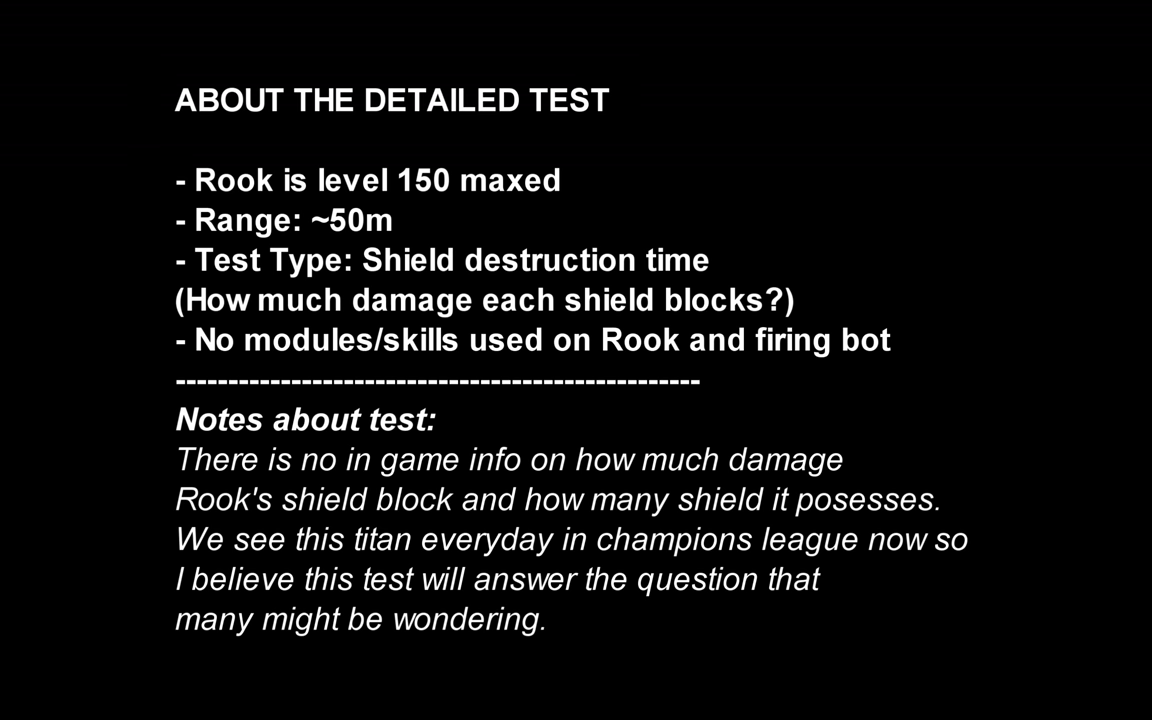 ABOUT THE DETAILED TEST
- Rook is level 150 maxed
- Range: ~50m
- Test Type: Shield destruction time
(How much damage each shield blocks?)
- No modules/skills used on Rook and firing bot
--------------------------------------------------
Notes about test:
There is no in game info on how much damage
Rook's shield block and how many shield it posesses.
We see this titan everyday in champions league now so
I believe this test will answer the question that
many might be wondering.